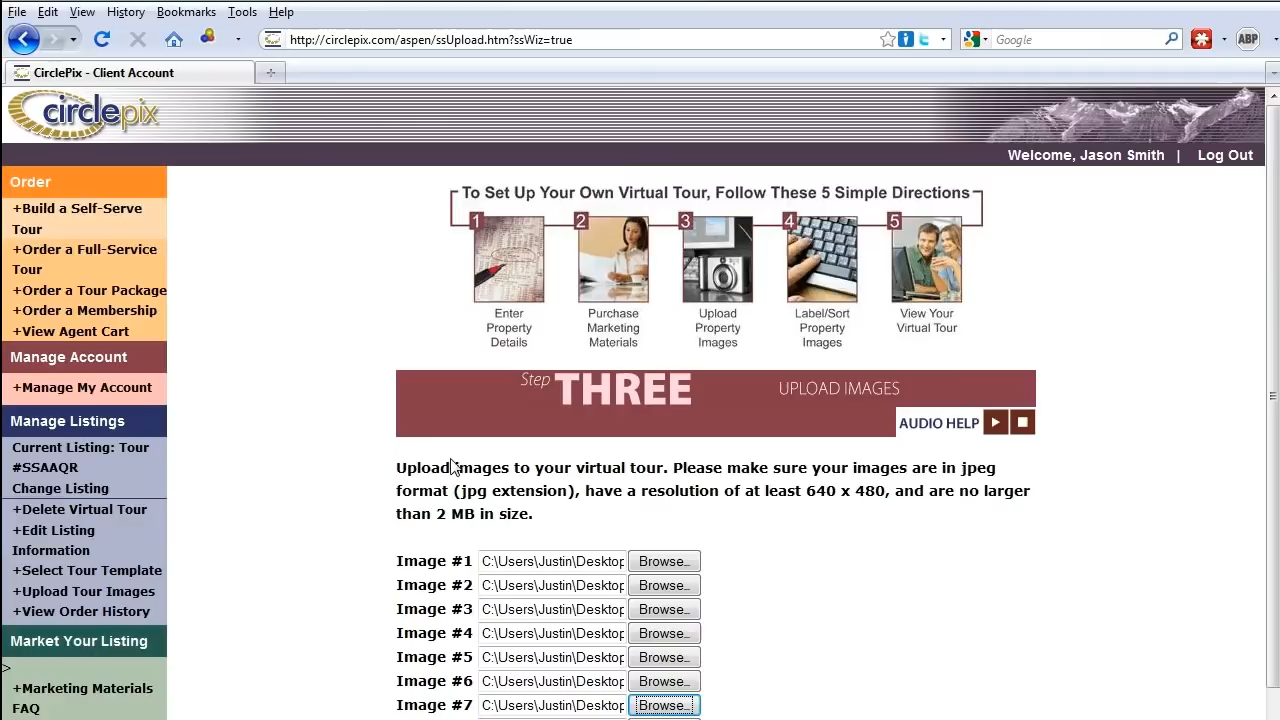 File Edit View History Bookmarks Tools Help
http://circlepix.com/aspen/ssUpload.htm?ssWiz=true
Google
ABP
CirclePix - Client Account
circlepix
Welcome, Jason Smith | Log Out
Order
+Build a Self-Serve
Tour
+Order a Full-Service
Tour
+Order a Tour Package
+Order a Membership
+View Agent Cart
Manage Account
+Manage My Account
Manage Listings
Current Listing: Tour
#SSAAQR
Change Listing
+Delete Virtual Tour
+Edit Listing
Information
+Select Tour Template
+Upload Tour Images
+View Order History
Market Your Listing
>
+Marketing Materials
FAQ
To Set Up Your Own Virtual Tour, Follow These 5 Simple Directions
1 2 3 4 5
Enter Purchase Upload Label/Sort View Your
Property Marketing Property Property Virtual Tour
Details Materials Images Images
Step THREE UPLOAD IMAGES
AUDIO HELP
Upload images to your virtual tour. Please make sure your images are in jpeg
format (jpg extension), have a resolution of at least 640 x 480, and are no larger
than 2 MB in size.
Image #1 C:\Users\Justin\Desktop Browse...
Image #2 C:\Users\Justin\Desktop Browse...
Image #3 C:\Users\Justin\Desktop Browse...
Image #4 C:\Users\Justin\Desktop Browse...
Image #5 C:\Users\Justin\Desktop Browse...
Image #6 C:\Users\Justin\Desktop Browse...
Image #7 C:\Users\Justin\Desktop Browse...